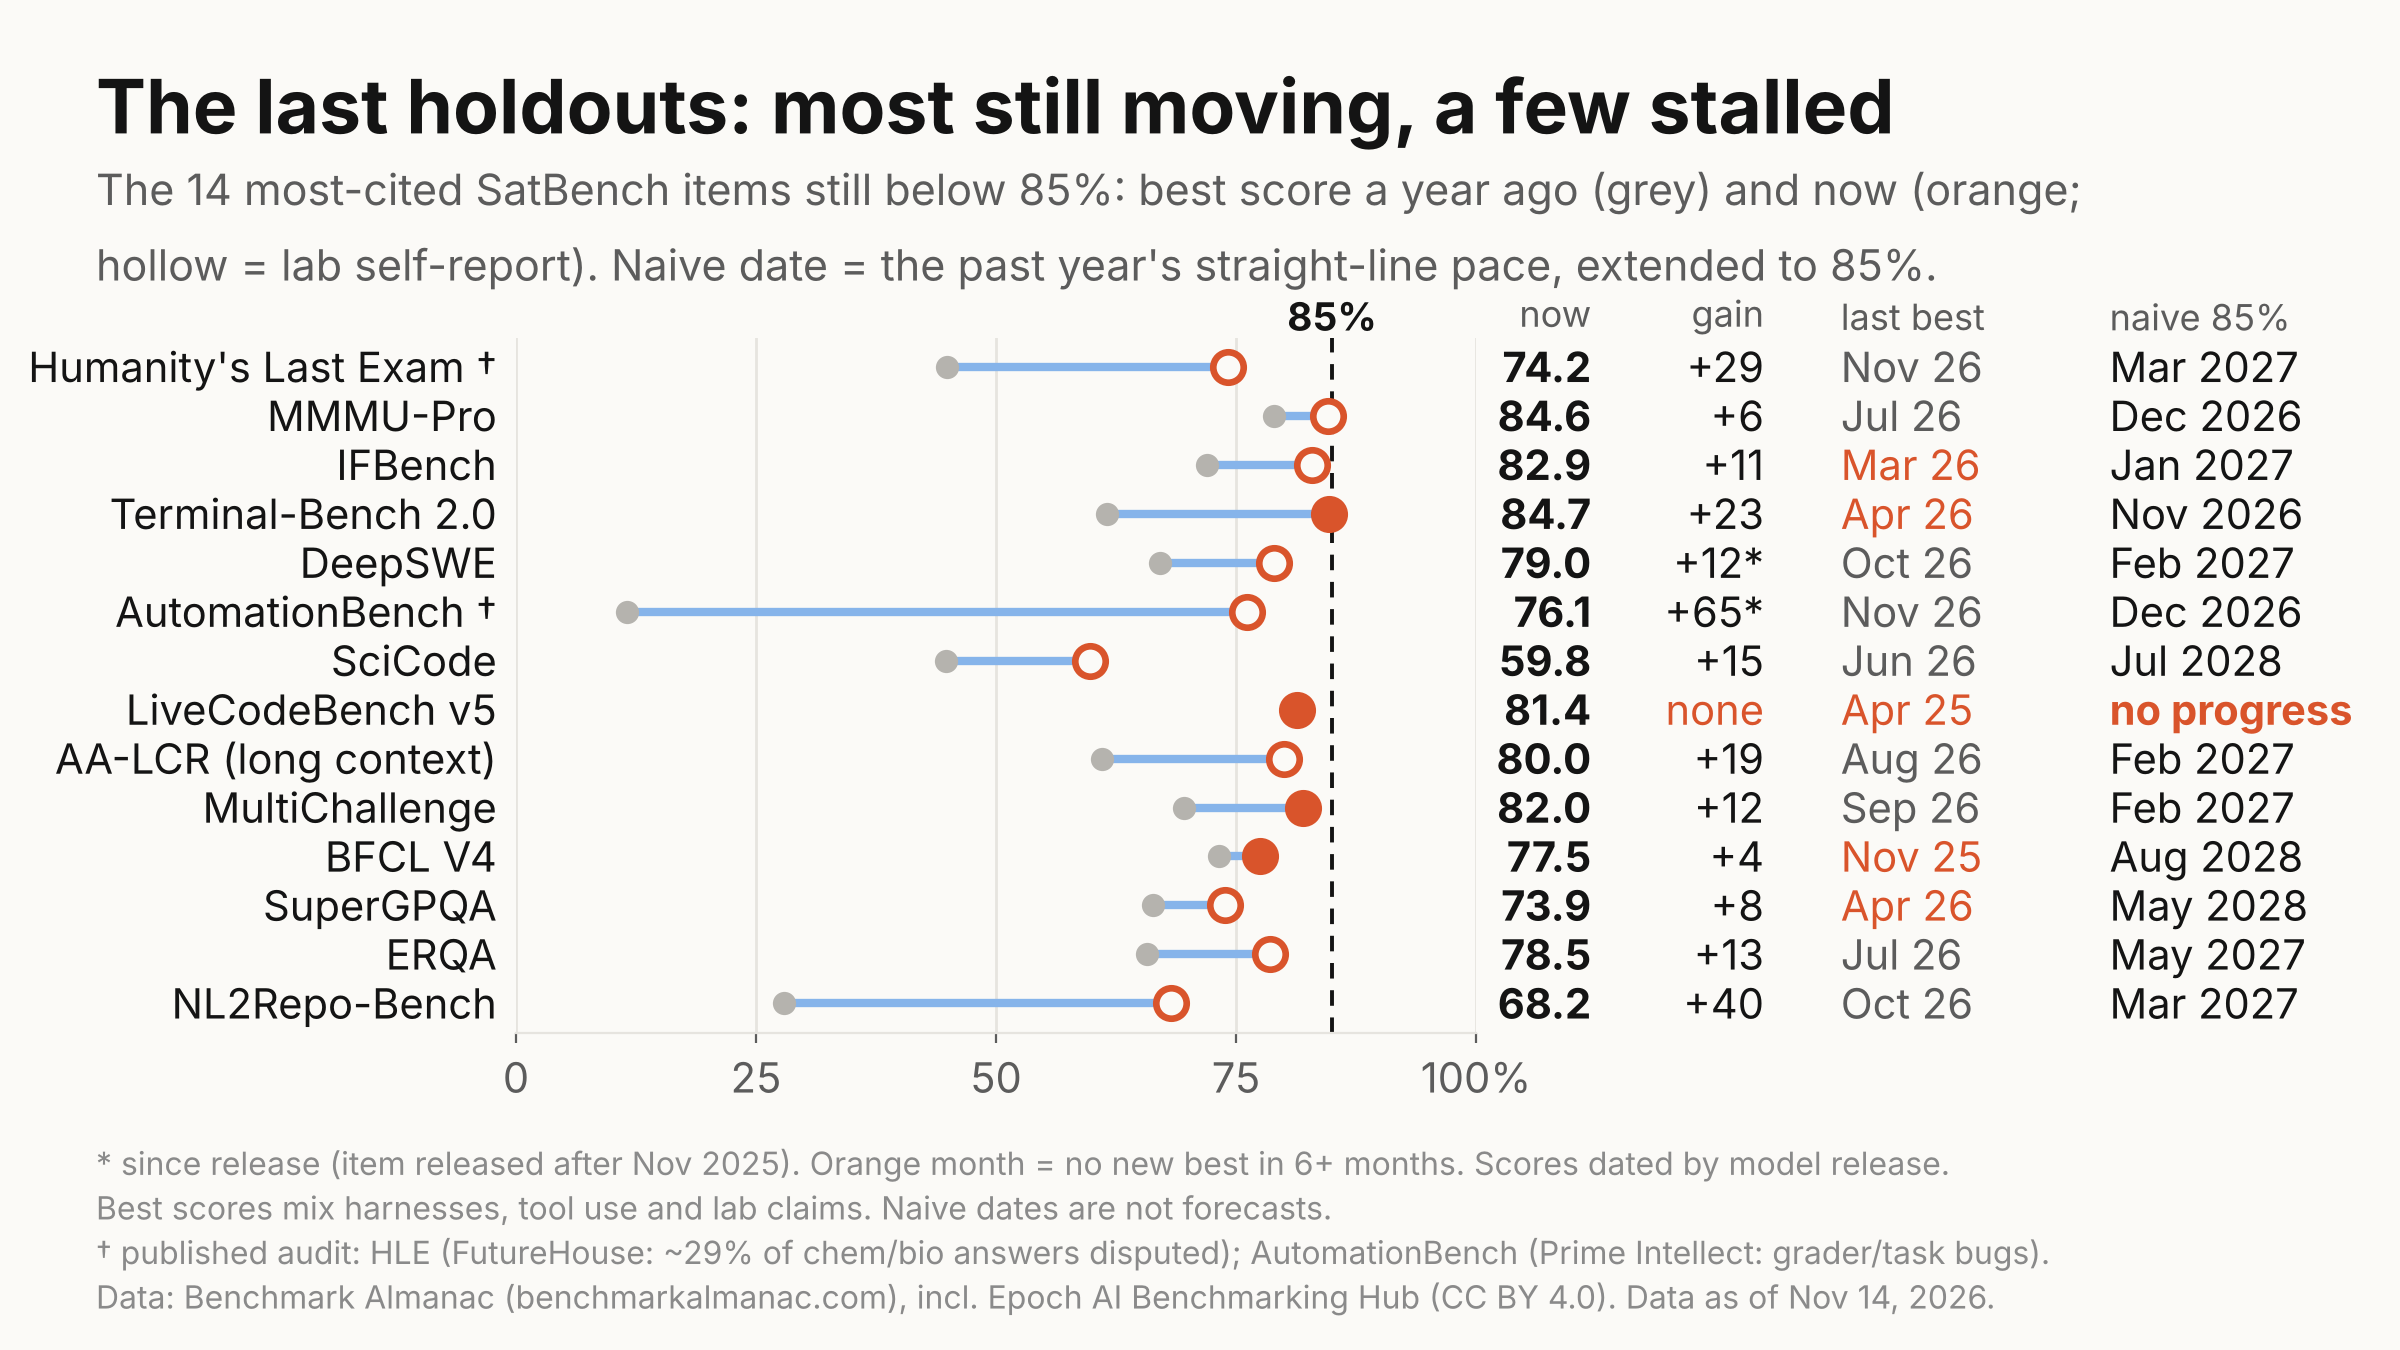 The last holdouts: most still moving, a few stalled
The 14 most-cited SatBench items still below 85%: best score a year ago (grey) and now (orange;
hollow = lab self-report). Naive date = the past year's straight-line pace, extended to 85%.
85% now gain last best naive 85%
Humanity's Last Exam † 74.2 +29 Nov 26 Mar 2027
MMMU-Pro 84.6 +6 Jul 26 Dec 2026
IFBench 82.9 +11 Mar 26 Jan 2027
Terminal-Bench 2.0 84.7 +23 Apr 26 Nov 2026
DeepSWE 79.0 +12* Oct 26 Feb 2027
AutomationBench † 76.1 +65* Nov 26 Dec 2026
SciCode 59.8 +15 Jun 26 Jul 2028
LiveCodeBench v5 81.4 none Apr 25 no progress
AA-LCR (long context) 80.0 +19 Aug 26 Feb 2027
MultiChallenge 82.0 +12 Sep 26 Feb 2027
BFCL V4 77.5 +4 Nov 25 Aug 2028
SuperGPQA 73.9 +8 Apr 26 May 2028
ERQA 78.5 +13 Jul 26 May 2027
NL2Repo-Bench 68.2 +40 Oct 26 Mar 2027
0 25 50 75 100%
* since release (item released after Nov 2025). Orange month = no new best in 6+ months. Scores dated by model release.
Best scores mix harnesses, tool use and lab claims. Naive dates are not forecasts.
† published audit: HLE (FutureHouse: ~29% of chem/bio answers disputed); AutomationBench (Prime Intellect: grader/task bugs).
Data: Benchmark Almanac (benchmarkalmanac.com), incl. Epoch AI Benchmarking Hub (CC BY 4.0). Data as of Nov 14, 2026.